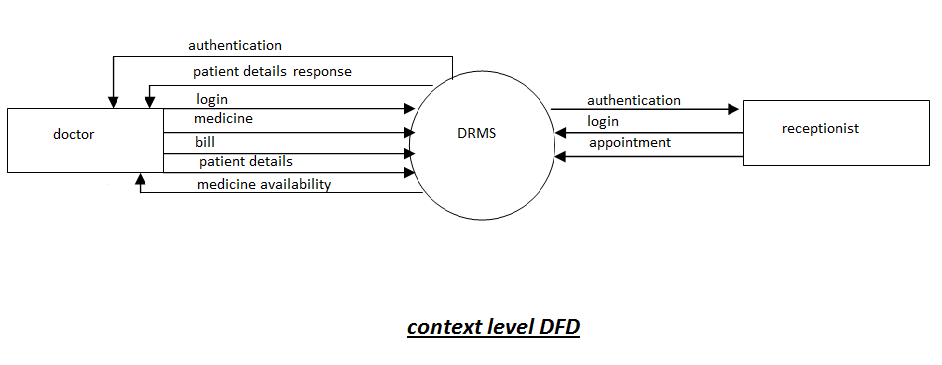 authentication
patient details response
login
medicine
doctor
bill
patient details
medicine availability
DRMS
authentication
login
receptionist
appointment
context level DFD